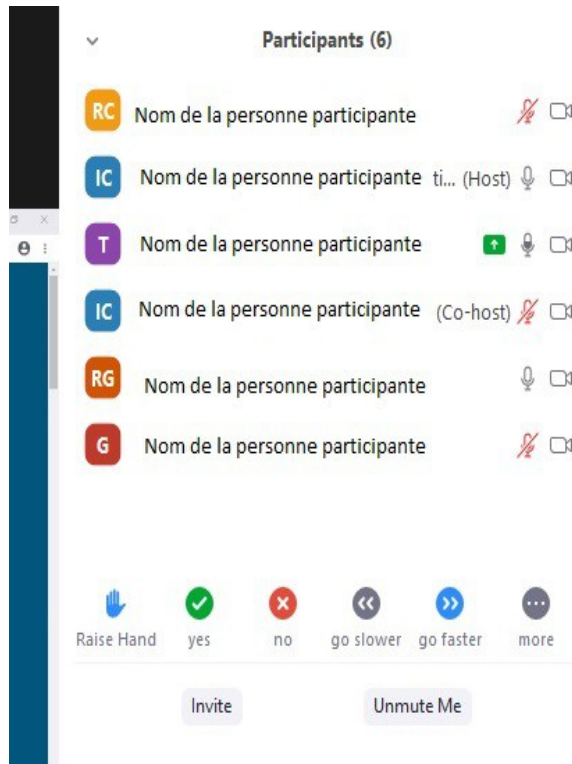 Participants (6)
RC Nom de la personne participante
IC Nom de la personne participante ti... (Host)
T Nom de la personne participante
IC Nom de la personne participante (Co-host)
RG Nom de la personne participante
G Nom de la personne participante
Raise Hand yes no go slower go faster more
Invite Unmute Me